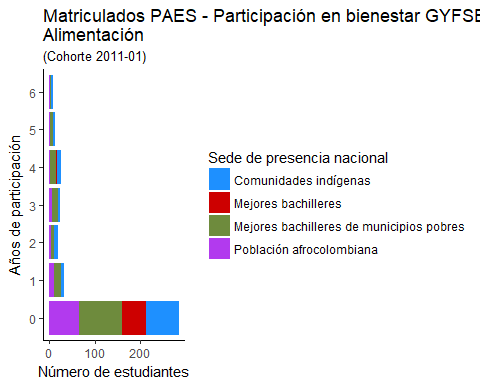 Matriculados PAES - Participación en bienestar GYFSE
Alimentación
(Cohorte 2011-01)
Años de participación
6
5
4
3
2
1
0
0 100 200
Número de estudiantes
Sede de presencia nacional
Comunidades indígenas
Mejores bachilleres
Mejores bachilleres de municipios pobres
Población afrocolombiana